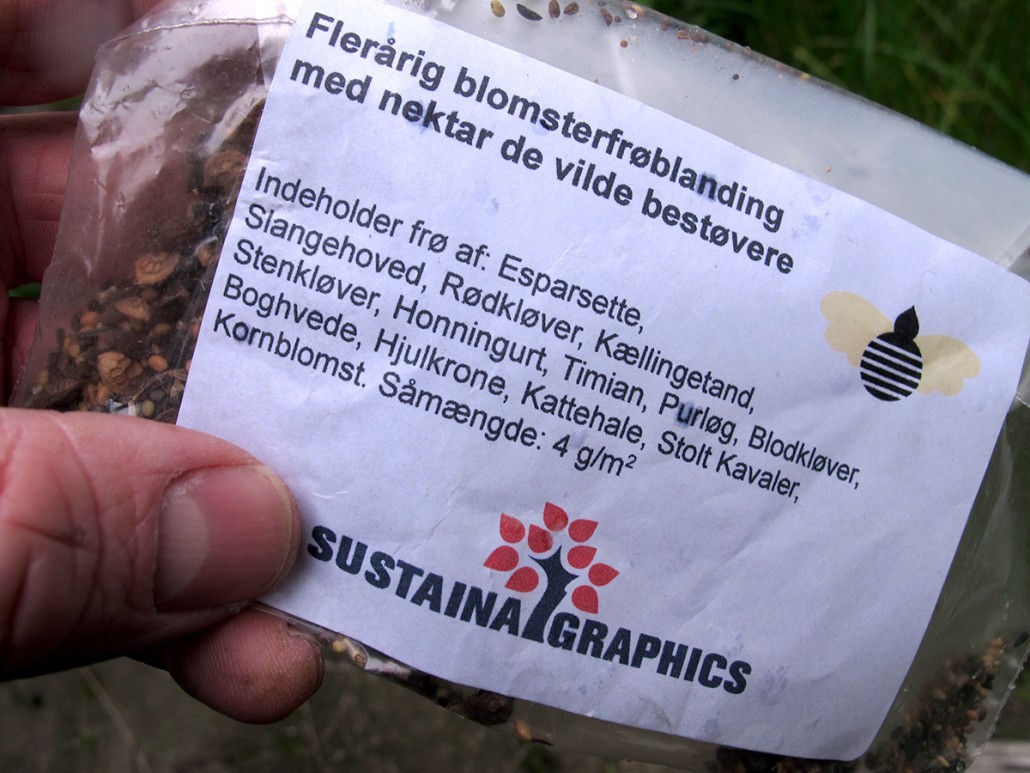 Flerårig blomsterfrøblanding
med nektar de vilde bestøvere
Indeholder frø af: Esparsette,
Slangehoved, Rødkløver, Kællingetand,
Stenkløver, Honningurt, Timian, Purløg, Blodkløver,
Boghvede, Hjulkrone, Kattehale, Stolt Kavaler,
Kornblomst. Såmængde: 4 g/m²
SUSTAINAGRAPHICS